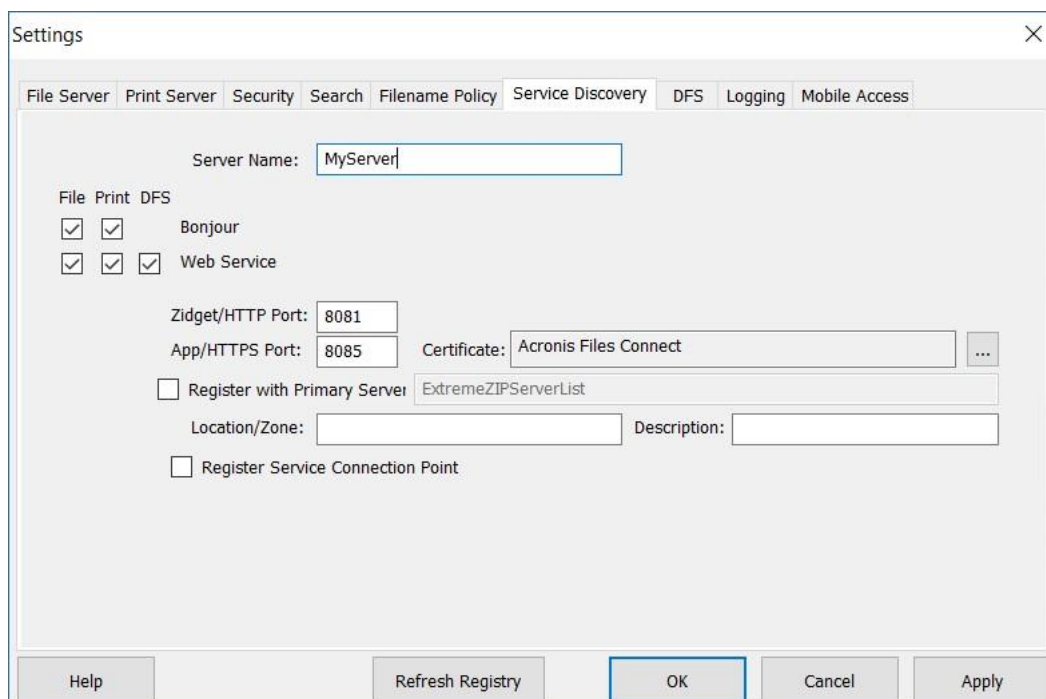 Settings
File Server Print Server Security Search Filename Policy Service Discovery DFS Logging Mobile Access
Server Name: MyServer
File Print DFS
Bonjour
Web Service
Zidget/HTTP Port: 8081
App/HTTPS Port: 8085 Certificate: Acronis Files Connect ...
Register with Primary Server ExtremeZIPServerList
Location/Zone: Description:
Register Service Connection Point
Help Refresh Registry OK Cancel Apply